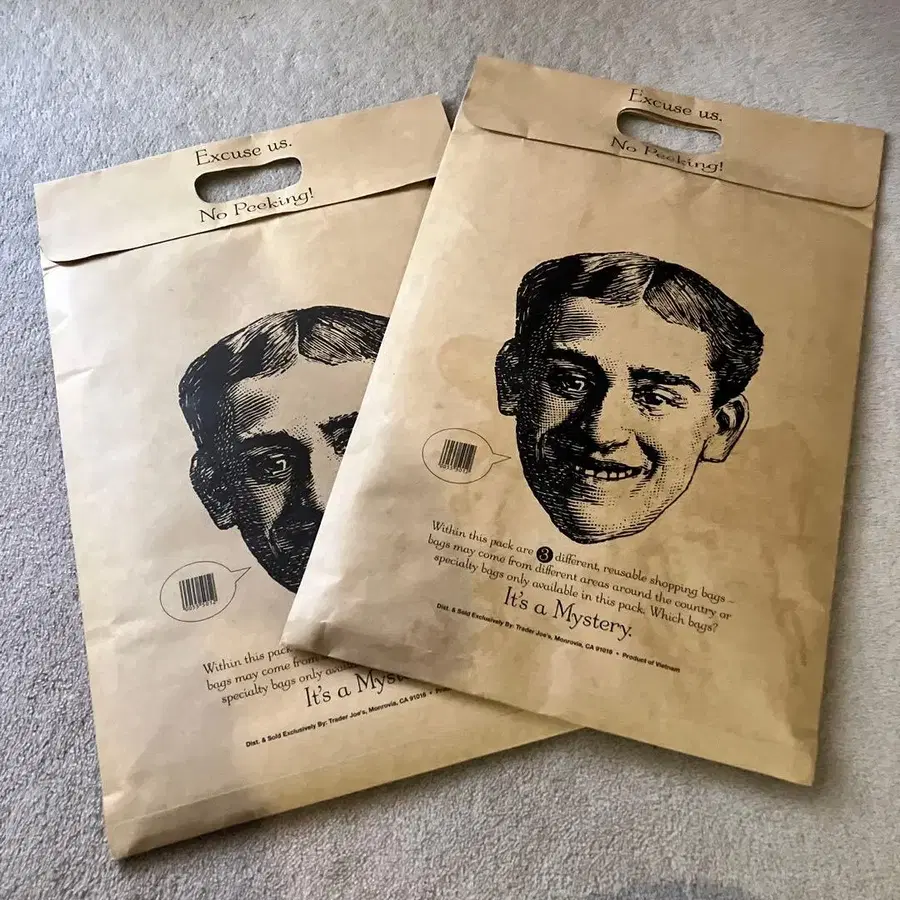 Excuse us.
No Peeking!
Within this pack
bags may come from
specialty bags only avail
It's a Myst
Dist. & Sold Exclusively By: Trader Joe's, Monrovia, CA 91016 •
Excuse us.
No Peeking!
Within this pack are 3 different, reusable shopping bags –
bags may come from different areas around the country or
specialty bags only available in this pack. Which bags?
It's a Mystery.
Dist. & Sold Exclusively By: Trader Joe's, Monrovia, CA 91016 • Product of Vietnam